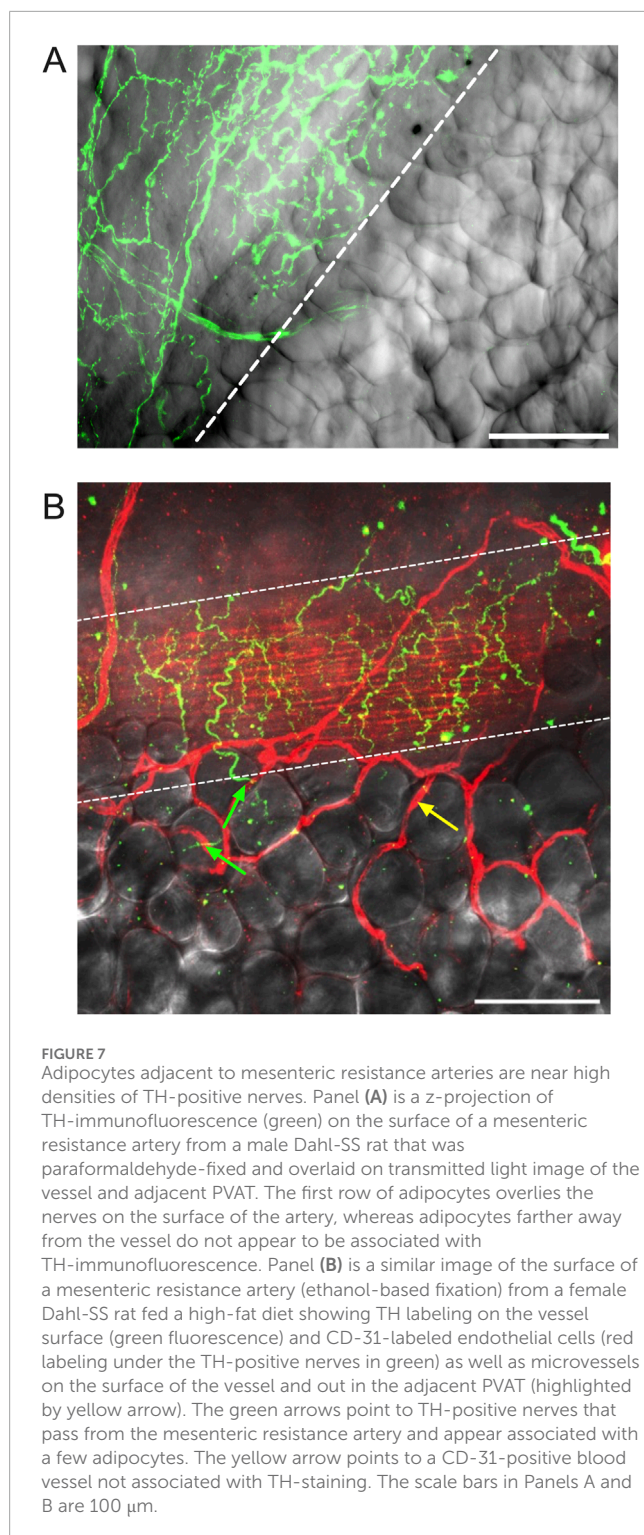 A
B
FIGURE 7
Adipocytes adjacent to mesenteric resistance arteries are near high
densities of TH-positive nerves. Panel (A) is a z-projection of
TH-immunofluorescence (green) on the surface of a mesenteric
resistance artery from a male Dahl-SS rat that was
paraformaldehyde-fixed and overlaid on transmitted light image of the
vessel and adjacent PVAT. The first row of adipocytes overlies the
nerves on the surface of the artery, whereas adipocytes farther away
from the vessel do not appear to be associated with
TH-immunofluorescence. Panel (B) is a similar image of the surface of
a mesenteric resistance artery (ethanol-based fixation) from a female
Dahl-SS rat fed a high-fat diet showing TH labeling on the vessel
surface (green fluorescence) and CD-31-labeled endothelial cells (red
labeling under the TH-positive nerves in green) as well as microvessels
on the surface of the vessel and out in the adjacent PVAT (highlighted
by yellow arrow). The green arrows point to TH-positive nerves that
pass from the mesenteric resistance artery and appear associated with
a few adipocytes. The yellow arrow points to a CD-31-positive blood
vessel not associated with TH-staining. The scale bars in Panels A and
B are 100 μm.